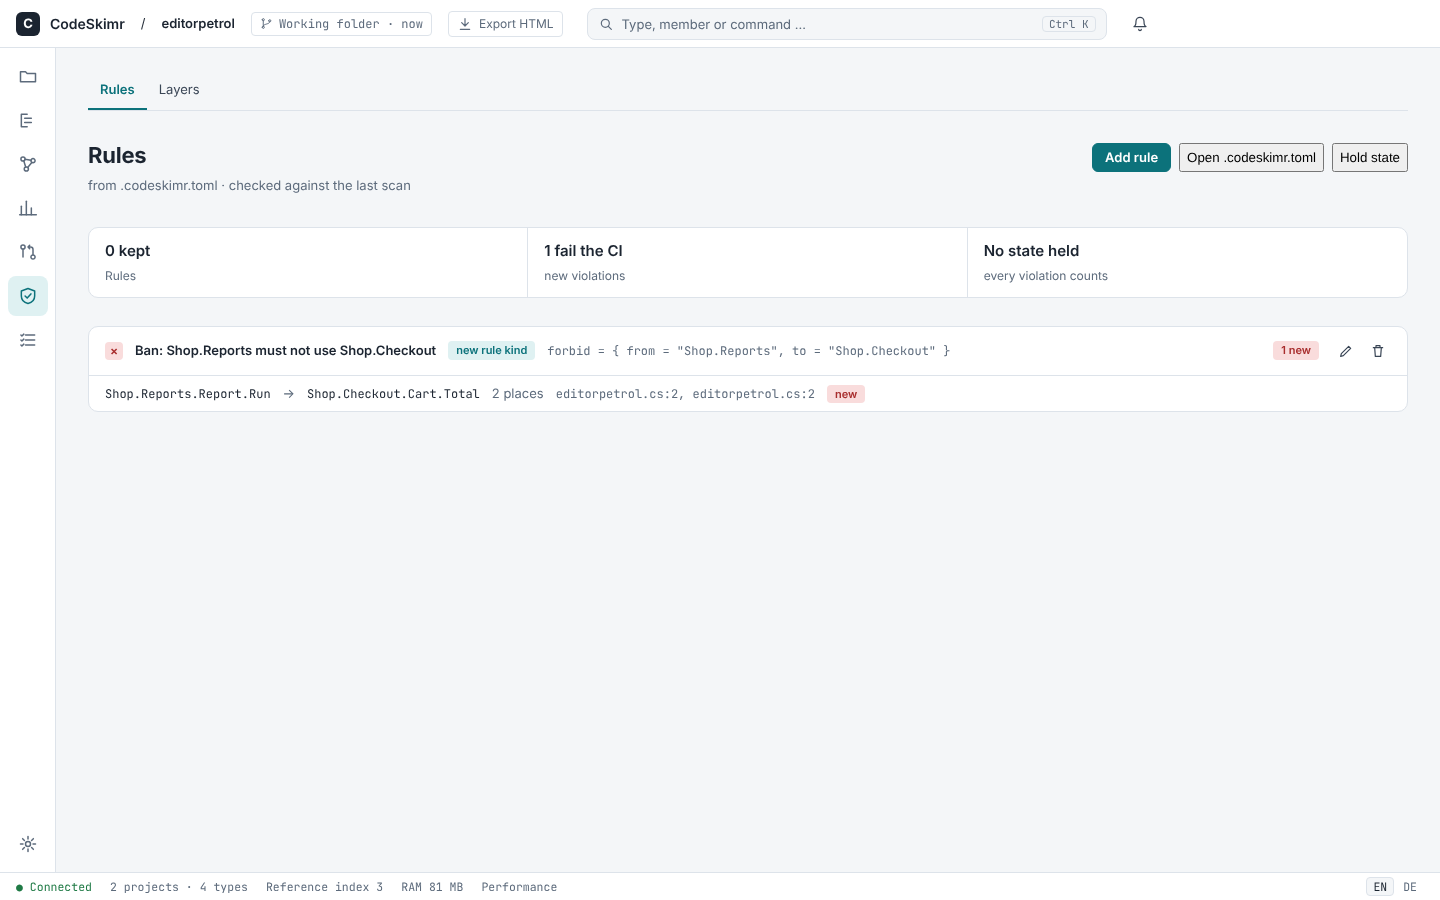 C CodeSkimr / editorpetrol Working folder · now Export HTML Type, member or command ... Ctrl K
Rules Layers
Rules
from .codeskimr.toml · checked against the last scan
Add rule Open .codeskimr.toml Hold state
0 kept
Rules
1 fail the CI
new violations
No state held
every violation counts
× Ban: Shop.Reports must not use Shop.Checkout new rule kind forbid = { from = "Shop.Reports", to = "Shop.Checkout" } 1 new
Shop.Reports.Report.Run → Shop.Checkout.Cart.Total 2 places editorpetrol.cs:2, editorpetrol.cs:2 new
● Connected 2 projects · 4 types Reference index 3 RAM 81 MB Performance EN DE